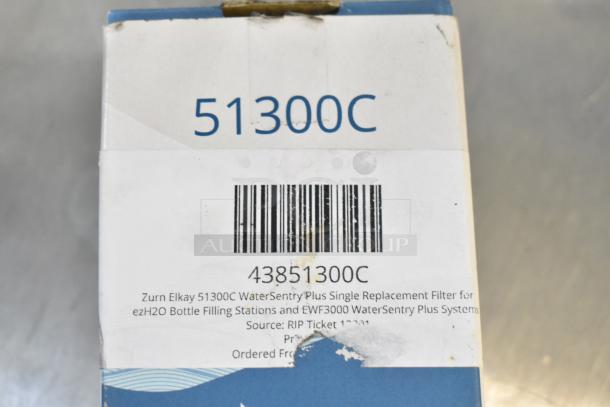 51300C
43851300C
Zurn Elkay 51300C WaterSentry Plus Single Replacement Filter for
ezH2O Bottle Filling Stations and EWF3000 WaterSentry Plus Systems
Source: RIP Ticket
Ordered